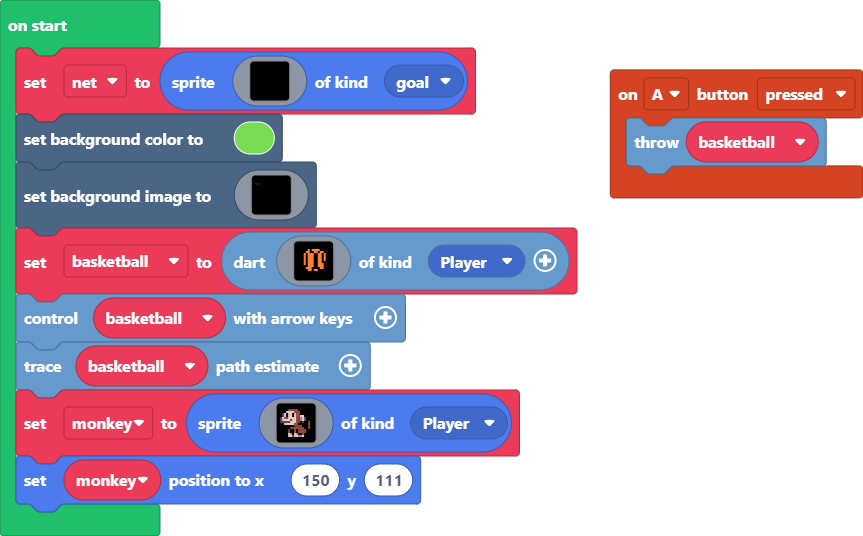 on start
set net to sprite of kind goal
set background color to
set background image to
set basketball to dart of kind Player
control basketball with arrow keys
trace basketball path estimate
set monkey to sprite of kind Player
set monkey position to x 150 y 111
on A button pressed
throw basketball